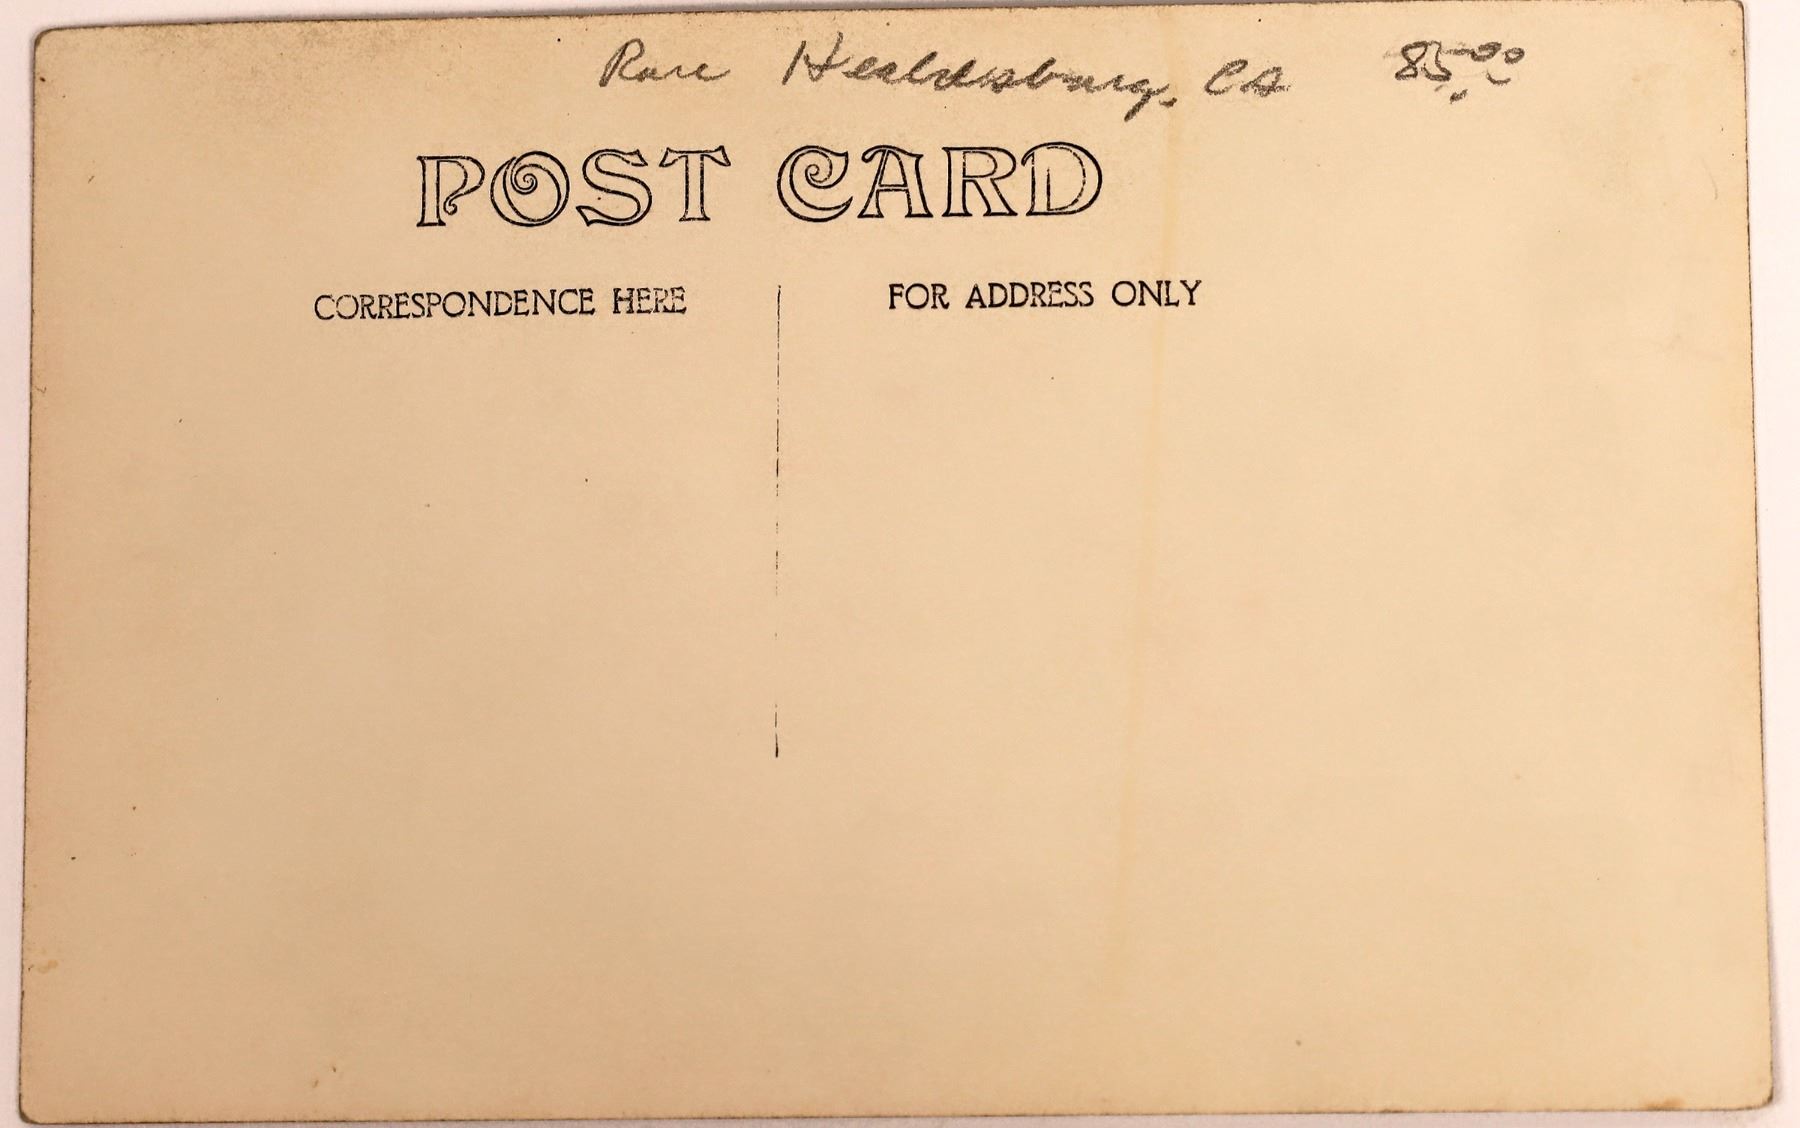 Rare Healdsburg, CA 85.00
POST CARD
CORRESPONDENCE HERE
FOR ADDRESS ONLY